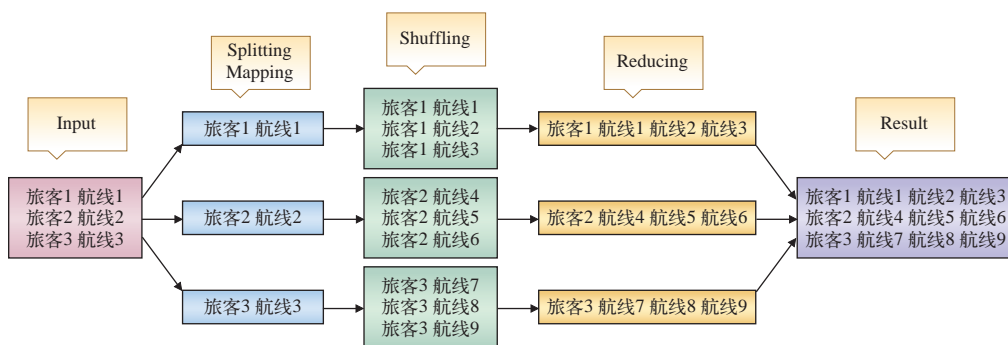 Input
Splitting
Mapping
Shuffling
Reducing
Result
旅客1 航线1
旅客2 航线2
旅客3 航线3
旅客1 航线1
旅客2 航线2
旅客3 航线3
旅客1 航线1
旅客1 航线2
旅客1 航线3
旅客2 航线4
旅客2 航线5
旅客2 航线6
旅客3 航线7
旅客3 航线8
旅客3 航线9
旅客1 航线1 航线2 航线3
旅客2 航线4 航线5 航线6
旅客3 航线7 航线8 航线9
旅客1 航线1 航线2 航线3
旅客2 航线4 航线5 航线6
旅客3 航线7 航线8 航线9